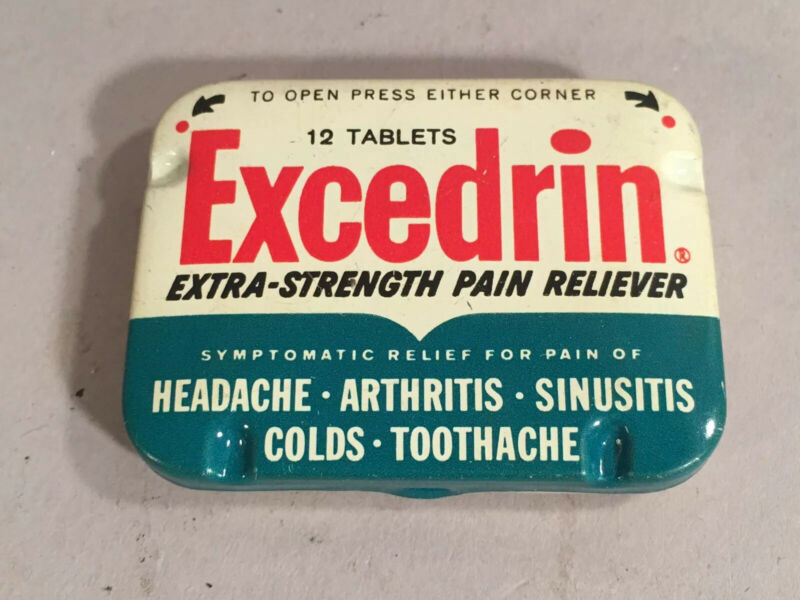 TO OPEN PRESS EITHER CORNER
12 TABLETS
Excedrin®
EXTRA-STRENGTH PAIN RELIEVER
SYMPTOMATIC RELIEF FOR PAIN OF
HEADACHE · ARTHRITIS · SINUSITIS
COLDS · TOOTHACHE